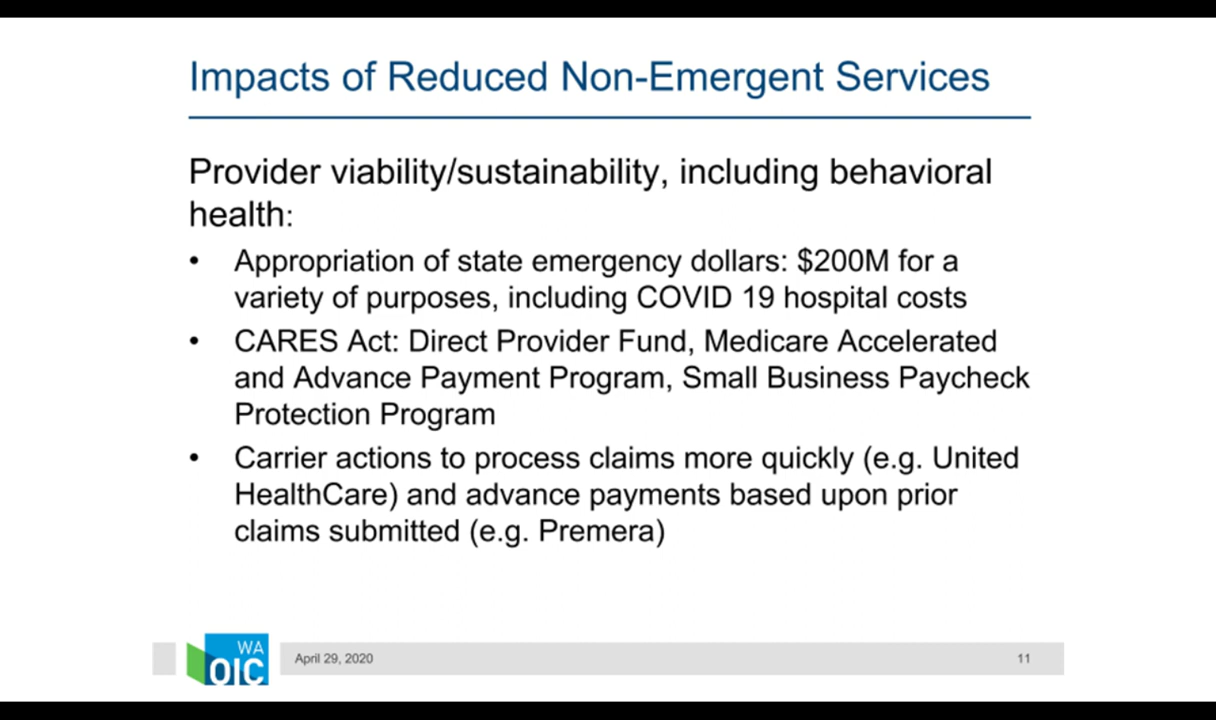 Impacts of Reduced Non-Emergent Services
Provider viability/sustainability, including behavioral
health:
• Appropriation of state emergency dollars: $200M for a
variety of purposes, including COVID 19 hospital costs
• CARES Act: Direct Provider Fund, Medicare Accelerated
and Advance Payment Program, Small Business Paycheck
Protection Program
• Carrier actions to process claims more quickly (e.g. United
HealthCare) and advance payments based upon prior
claims submitted (e.g. Premera)
WA
OIC
April 29, 2020
11